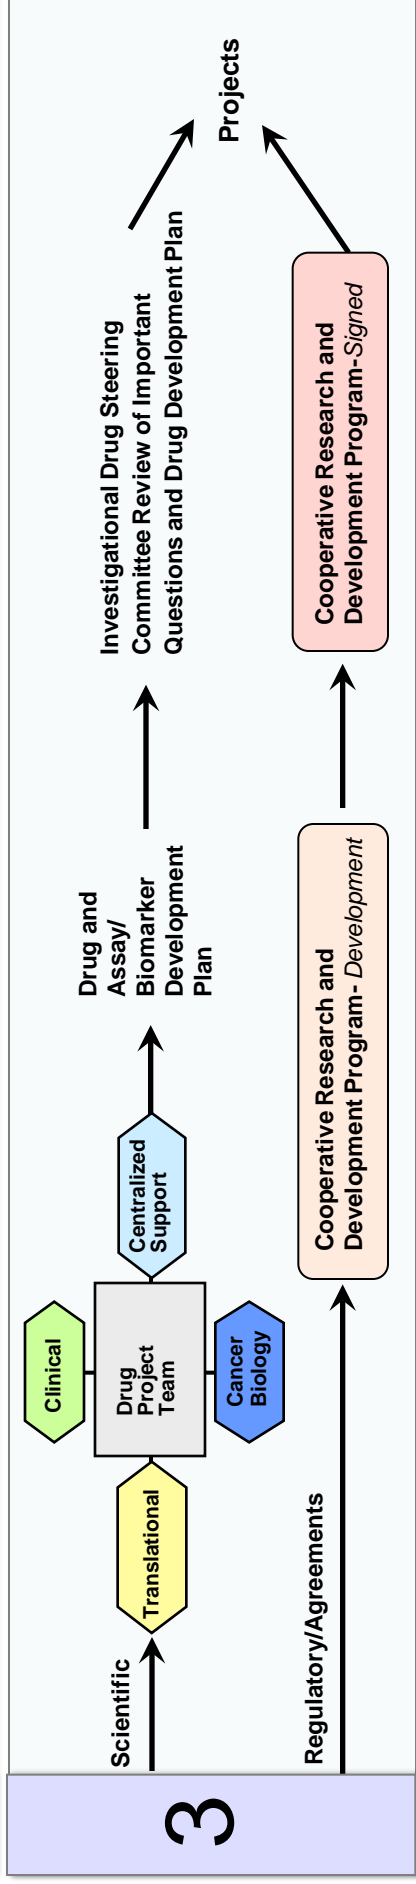 3
Scientific
Translational
Clinical
Drug
Project
Team
Cancer
Biology
Centralized
Support
Drug and
Assay/
Biomarker
Development
Plan
Investigational Drug Steering
Committee Review of Important
Questions and Drug Development Plan
Regulatory/Agreements
Cooperative Research and
Development Program- Development
Cooperative Research and
Development Program-Signed
Projects